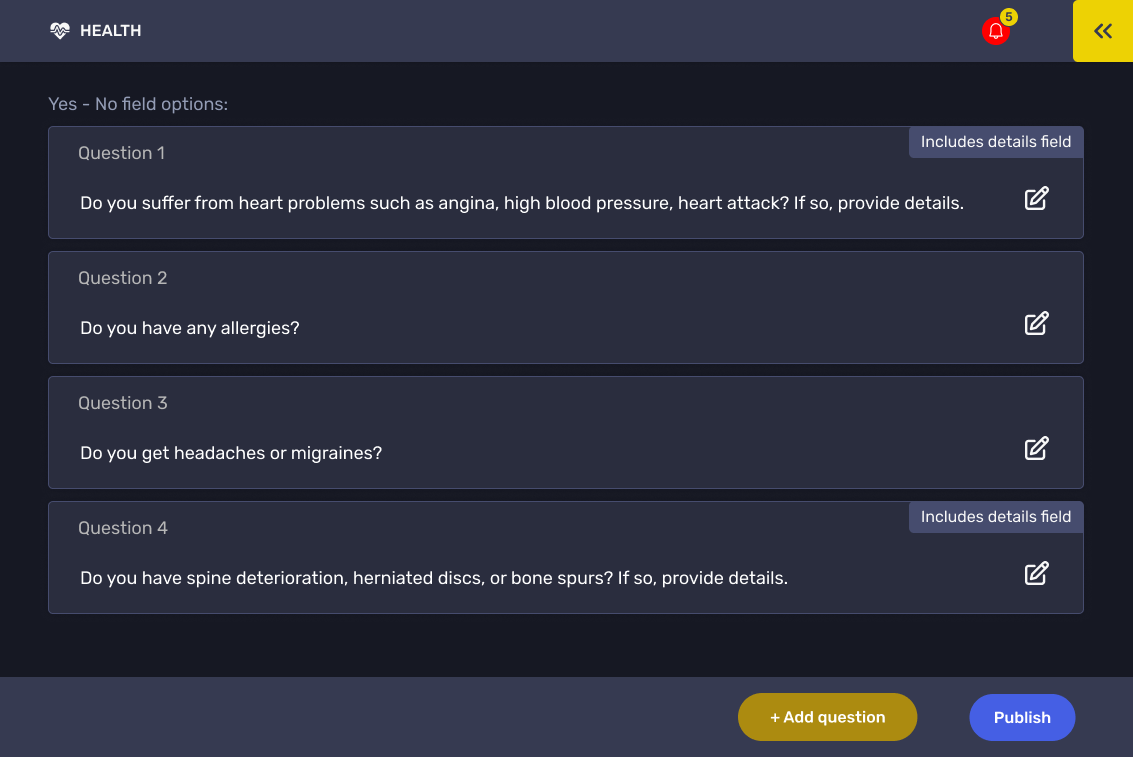 HEALTH
5
Yes - No field options:
Question 1
Includes details field
Do you suffer from heart problems such as angina, high blood pressure, heart attack? If so, provide details.
Question 2
Do you have any allergies?
Question 3
Do you get headaches or migraines?
Question 4
Includes details field
Do you have spine deterioration, herniated discs, or bone spurs? If so, provide details.
+ Add question
Publish